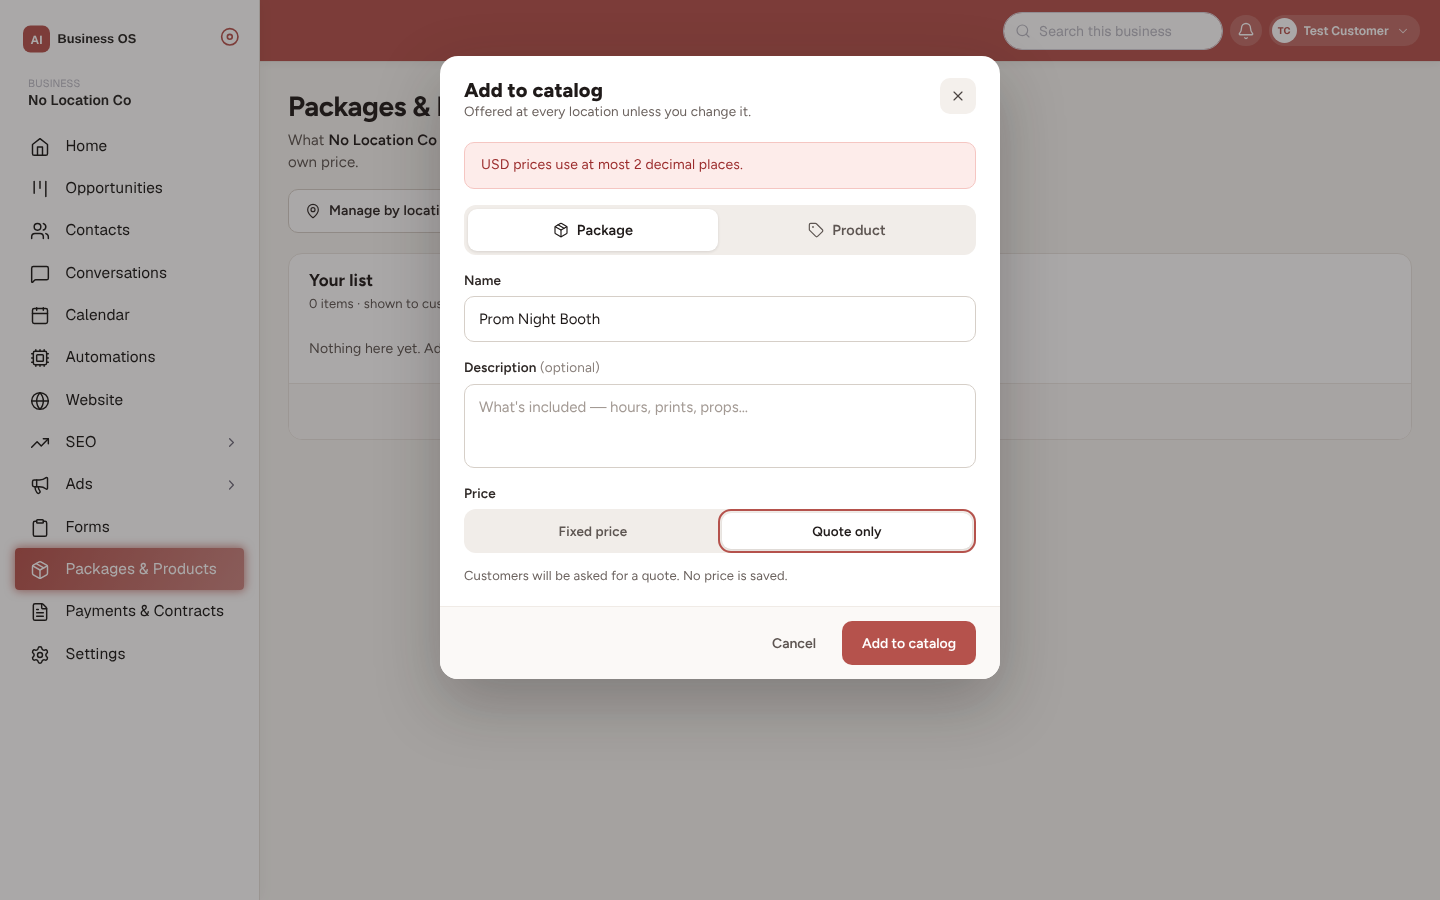 AI Business OS
BUSINESS
No Location Co
Home
Opportunities
Contacts
Conversations
Calendar
Automations
Website
SEO
Ads
Forms
Packages & Products
Payments & Contracts
Settings
Search this business
TC Test Customer
Packages &
What No Location Co
own price.
Manage by locati
Your list
0 items · shown to cus
Nothing here yet. Ad
Add to catalog
Offered at every location unless you change it.
USD prices use at most 2 decimal places.
Package Product
Name
Prom Night Booth
Description (optional)
What's included — hours, prints, props...
Price
Fixed price Quote only
Customers will be asked for a quote. No price is saved.
Cancel Add to catalog